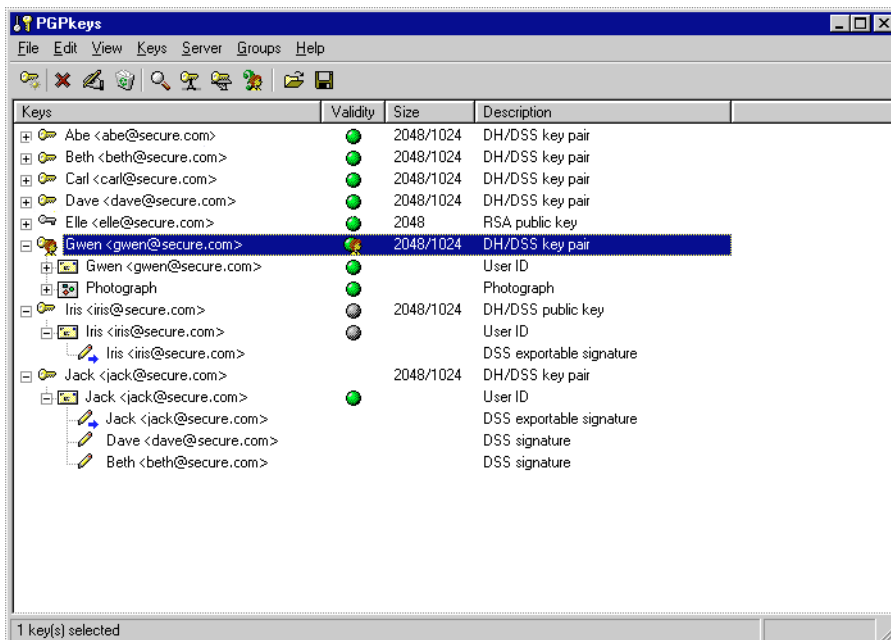 PGPkeys
File Edit View Keys Server Groups Help
Keys Validity Size Description
Abe <abe@secure.com> 2048/1024 DH/DSS key pair
Beth <beth@secure.com> 2048/1024 DH/DSS key pair
Carl <carl@secure.com> 2048/1024 DH/DSS key pair
Dave <dave@secure.com> 2048/1024 DH/DSS key pair
Elle <elle@secure.com> 2048 RSA public key
Gwen <gwen@secure.com> 2048/1024 DH/DSS key pair
Gwen <gwen@secure.com> User ID
Photograph Photograph
Iris <iris@secure.com> 2048/1024 DH/DSS public key
Iris <iris@secure.com> User ID
Iris <iris@secure.com> DSS exportable signature
Jack <jack@secure.com> 2048/1024 DH/DSS key pair
Jack <jack@secure.com> User ID
Jack <jack@secure.com> DSS exportable signature
Dave <dave@secure.com> DSS signature
Beth <beth@secure.com> DSS signature
1 key(s) selected